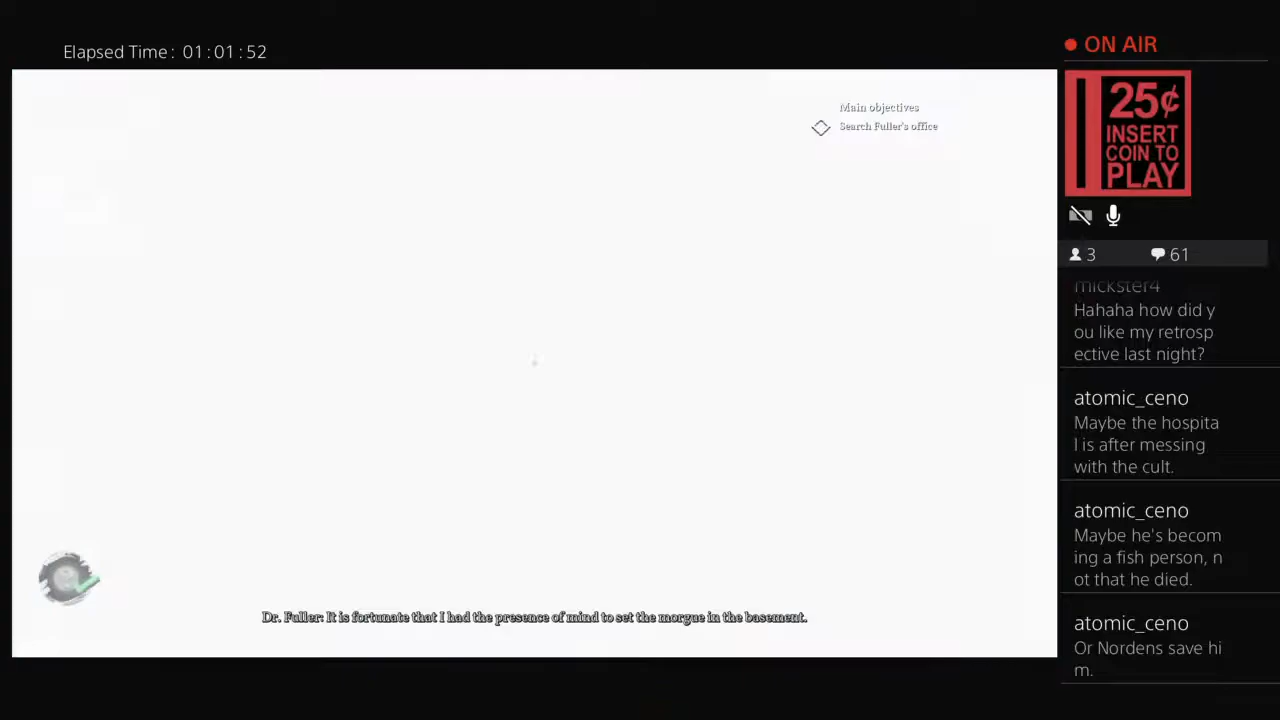 Elapsed Time: 01:01:52
ON AIR
25¢
INSERT
COIN TO
PLAY
3 61
Main objectives
Search Fuller's office
mickster4
Hahaha how did y
ou like my retrosp
ective last night?
atomic_ceno
Maybe the hospita
l is after messing
with the cult.
atomic_ceno
Maybe he's becom
ing a fish person, n
ot that he died.
atomic_ceno
Or Nordens save hi
m.
Dr. Fuller: It is fortunate that I had the presence of mind to set the morgue in the basement.